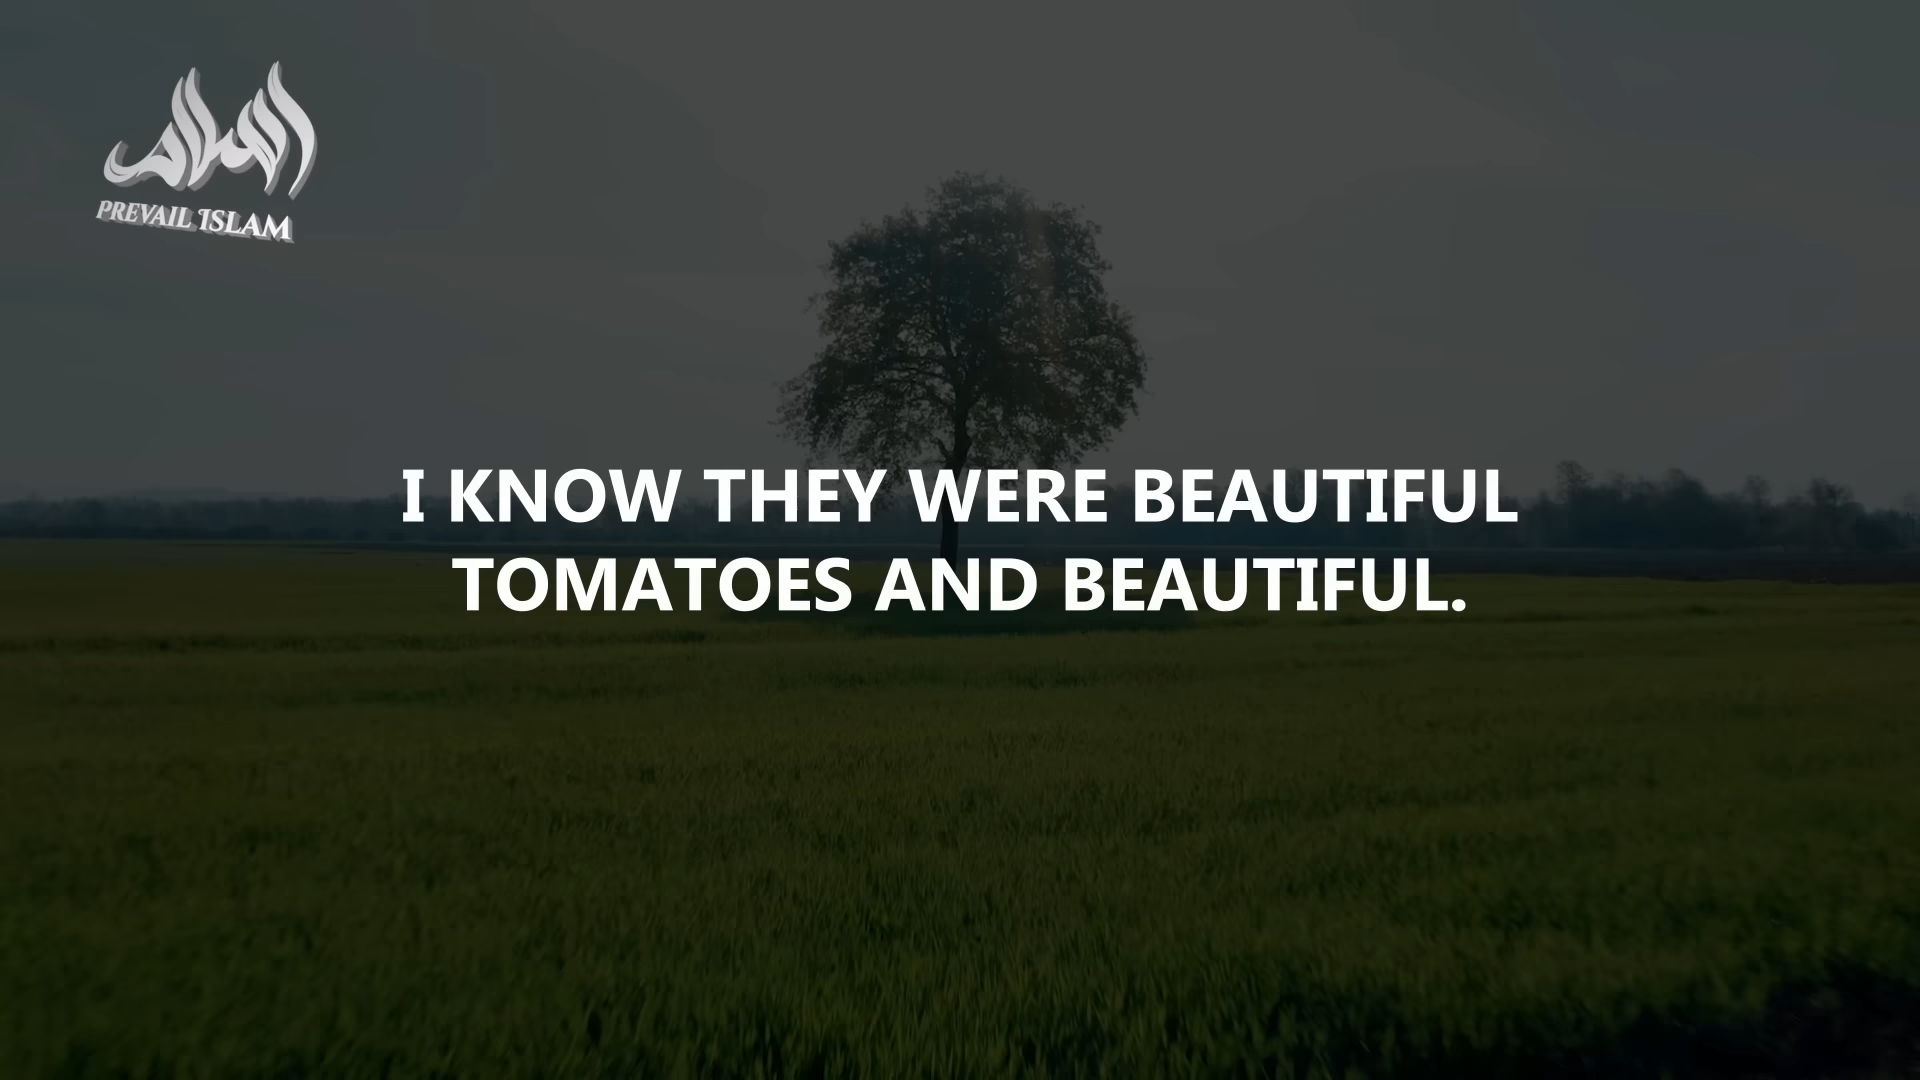 PREVAIL ISLAM
I KNOW THEY WERE BEAUTIFUL
TOMATOES AND BEAUTIFUL.